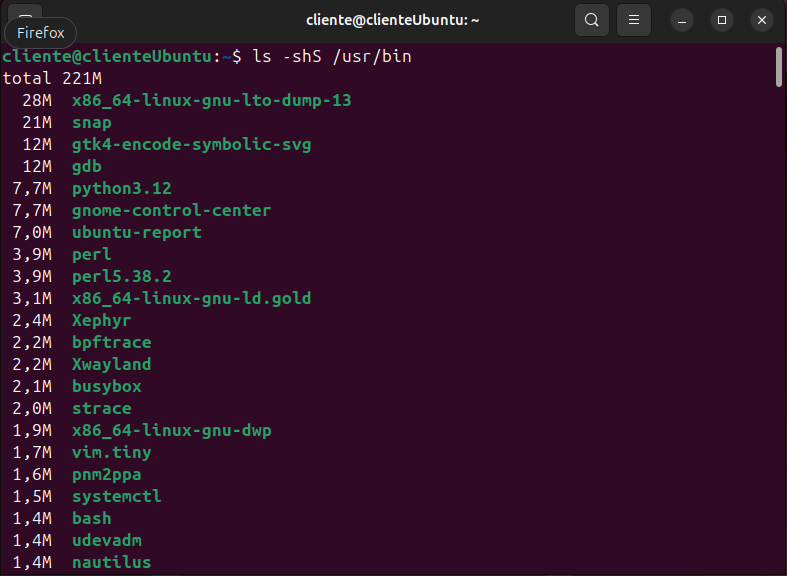 cliente@clienteUbuntu: ~
Firefox
cliente@clienteUbuntu:~$ ls -shS /usr/bin
total 221M
28M x86_64-linux-gnu-lto-dump-13
21M snap
12M gtk4-encode-symbolic-svg
12M gdb
7,7M python3.12
7,7M gnome-control-center
7,0M ubuntu-report
3,9M perl
3,9M perl5.38.2
3,1M x86_64-linux-gnu-ld.gold
2,4M Xephyr
2,2M bpftrace
2,2M Xwayland
2,1M busybox
2,0M strace
1,9M x86_64-linux-gnu-dwp
1,7M vim.tiny
1,6M pnm2ppa
1,5M systemctl
1,4M bash
1,4M udevadm
1,4M nautilus